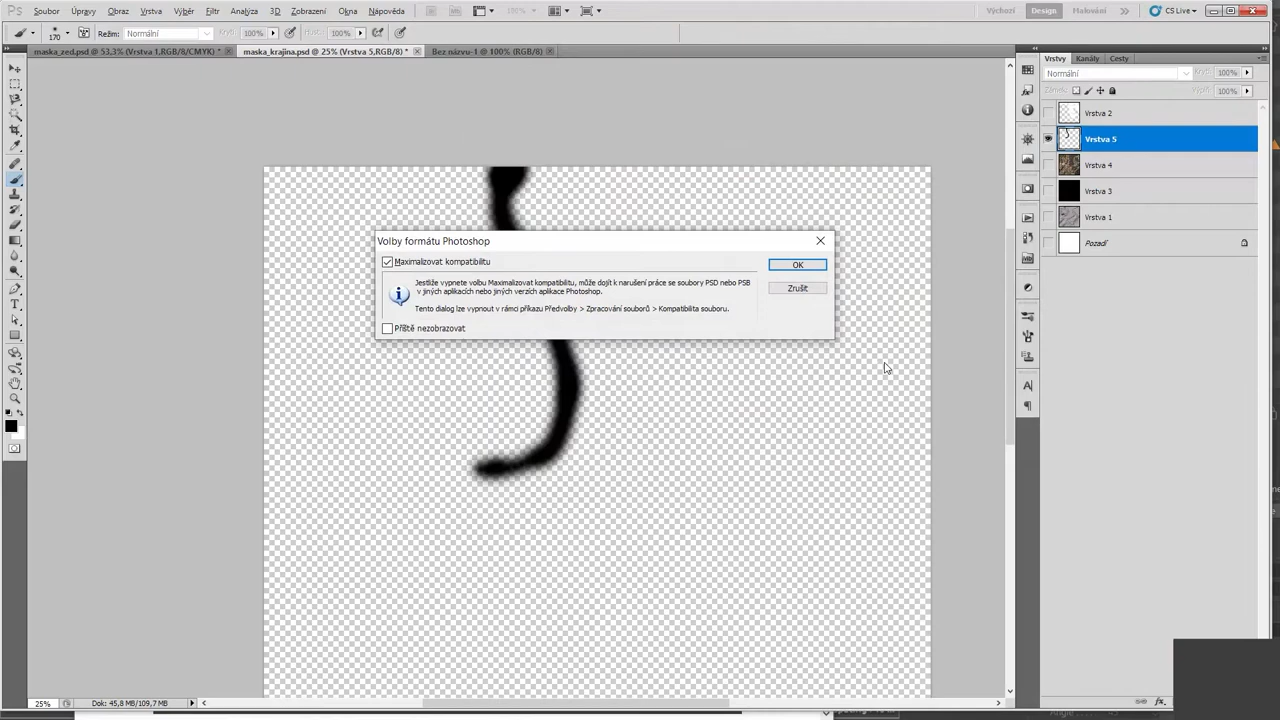 Ps Soubor Úpravy Obraz Vrstva Výběr Filtr Analýza 3D Zobrazení Okna Nápověda
Výchozí Design Malování CS Live
170 Režim: Normální 100% 100%
maska_zed.psd @ 53,3% (Vrstva 1,RGB/8/CMYK) * maska_krajina.psd @ 25% (Vrstva 5,RGB/8) * Bez názvu-1 @ 100% (RGB/8)
Vrstvy Kanály Cesty
Normální 100%
100%
Vrstva 2
Vrstva 5
Vrstva 4
Vrstva 3
Vrstva 1
Pozadí
Volby formátu Photoshop
Maximalizovat kompatibilitu
OK
Jestliže vypnete volbu Maximalizovat kompatibilitu, může dojít k narušení práce se soubory PSD nebo PSB
v jiných aplikacích nebo jiných verzích aplikace Photoshop.
Zrušit
Tento dialog lze vypnout v rámci příkazu Předvolby > Zpracování souborů > Kompatibilita souboru.
Příště nezobrazovat
25% Dok: 45,8 MB/109,7 MB